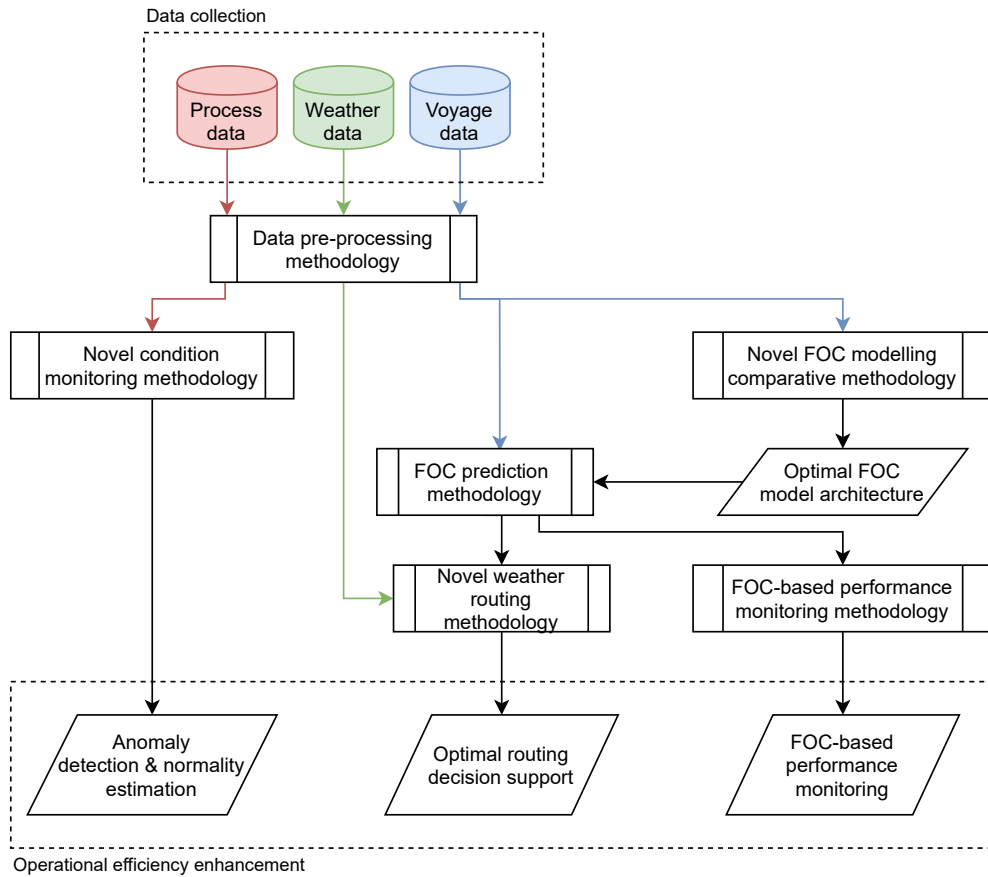 Data collection
Process
data
Weather
data
Voyage
data
Data pre-processing
methodology
Novel condition
monitoring methodology
Novel FOC modelling
comparative methodology
FOC prediction
methodology
Optimal FOC
model architecture
Novel weather
routing
methodology
FOC-based performance
monitoring methodology
Anomaly
detection & normality
estimation
Optimal routing
decision support
FOC-based
performance
monitoring
Operational efficiency enhancement